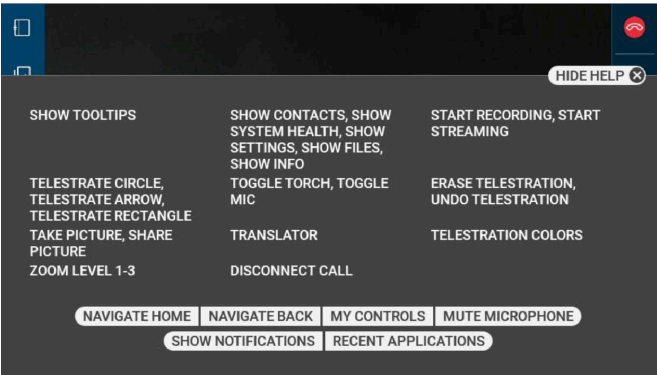 HIDE HELP
SHOW TOOLTIPS
SHOW CONTACTS, SHOW
SYSTEM HEALTH, SHOW
SETTINGS, SHOW FILES,
SHOW INFO
START RECORDING, START
STREAMING
TELESTRATE CIRCLE,
TELESTRATE ARROW,
TELESTRATE RECTANGLE
TOGGLE TORCH, TOGGLE
MIC
ERASE TELESTRATION,
UNDO TELESTRATION
TAKE PICTURE, SHARE
PICTURE
TRANSLATOR
TELESTRATION COLORS
ZOOM LEVEL 1-3
DISCONNECT CALL
NAVIGATE HOME
NAVIGATE BACK
MY CONTROLS
MUTE MICROPHONE
SHOW NOTIFICATIONS
RECENT APPLICATIONS